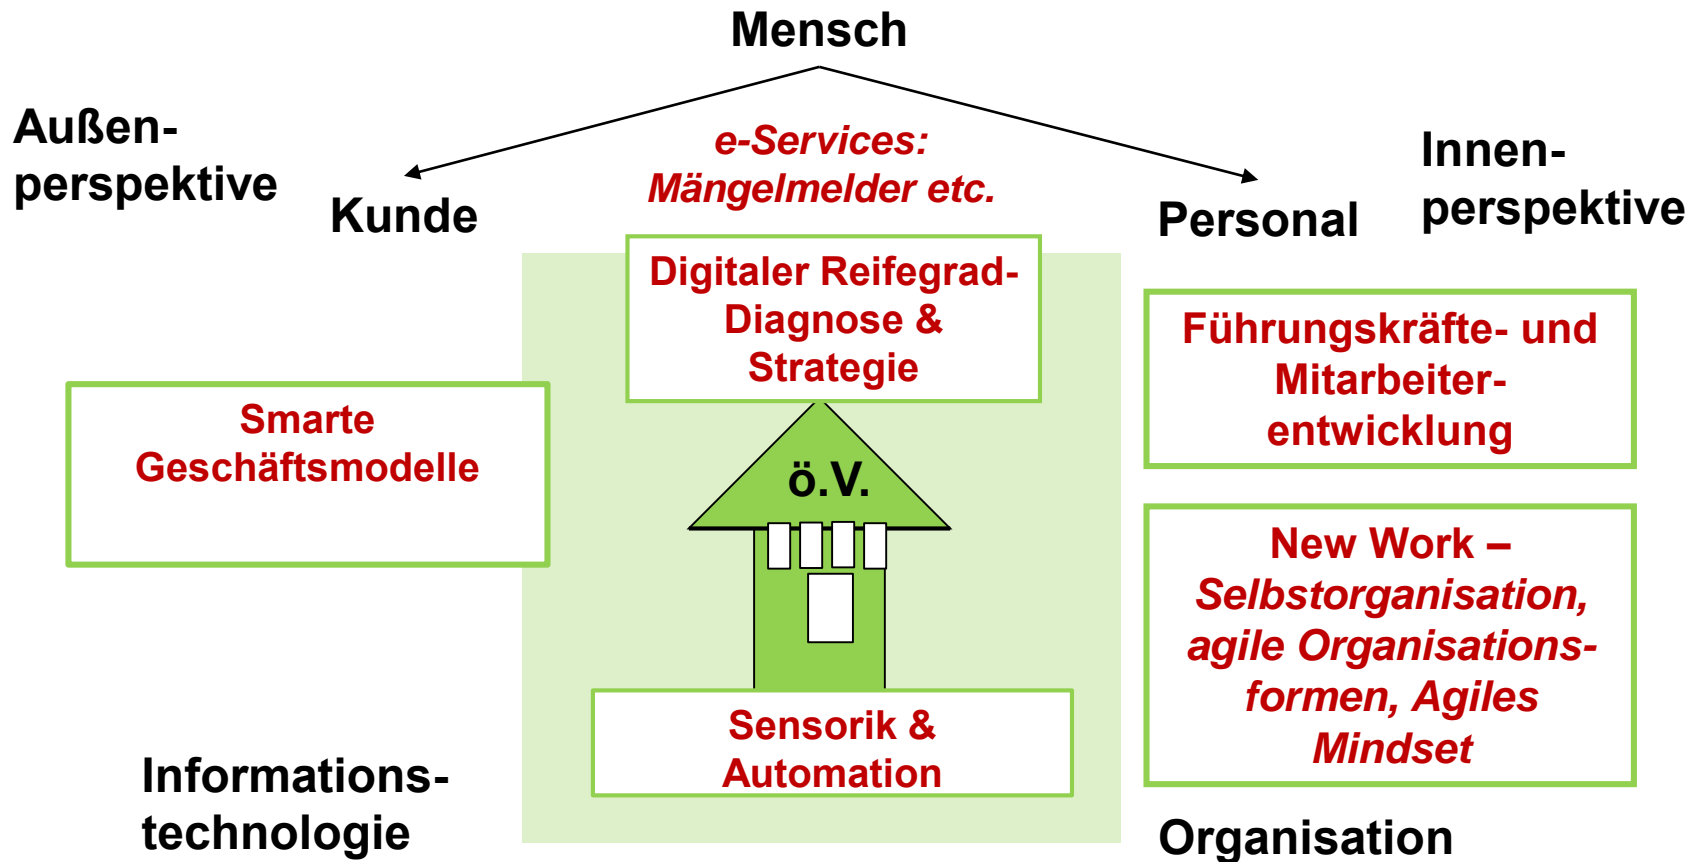 Mensch
Außen-
perspektive
Kunde
e-Services:
Mängelmelder etc.
Personal
Innen-
perspektive
Digitaler Reifegrad-
Diagnose &
Strategie
Smarte
Geschäftsmodelle
ö.V.
Führungskräfte- und
Mitarbeiter-
entwicklung
New Work –
Selbstorganisation,
agile Organisations-
formen, Agiles
Mindset
Sensorik &
Automation
Informations-
technologie
Organisation